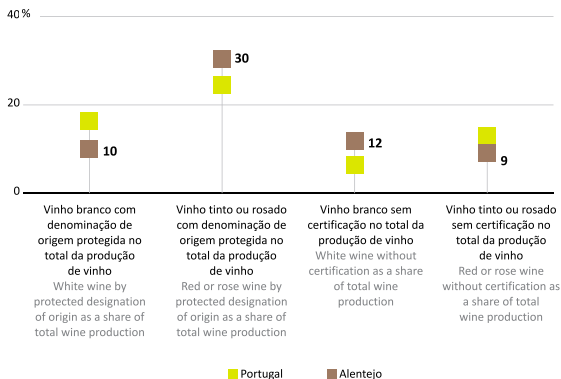 40 %
30
20
10
12
9
0
Vinho branco com
denominação de
origem protegida no
total da produção
de vinho
White wine by
protected designation
of origin as a share of
total wine production
Vinho tinto ou rosado
com denominação de
origem protegida no
total da produção
de vinho
Red or rose wine by
protected designation
of origin as a share of
total wine production
Vinho branco sem
certificação no total da
produção de vinho
White wine without
certification as a share
of total wine
production
Vinho tinto ou rosado
sem certificação no
total da produção
de vinho
Red or rose wine
without certification as
a share of total
wine production
Portugal
Alentejo